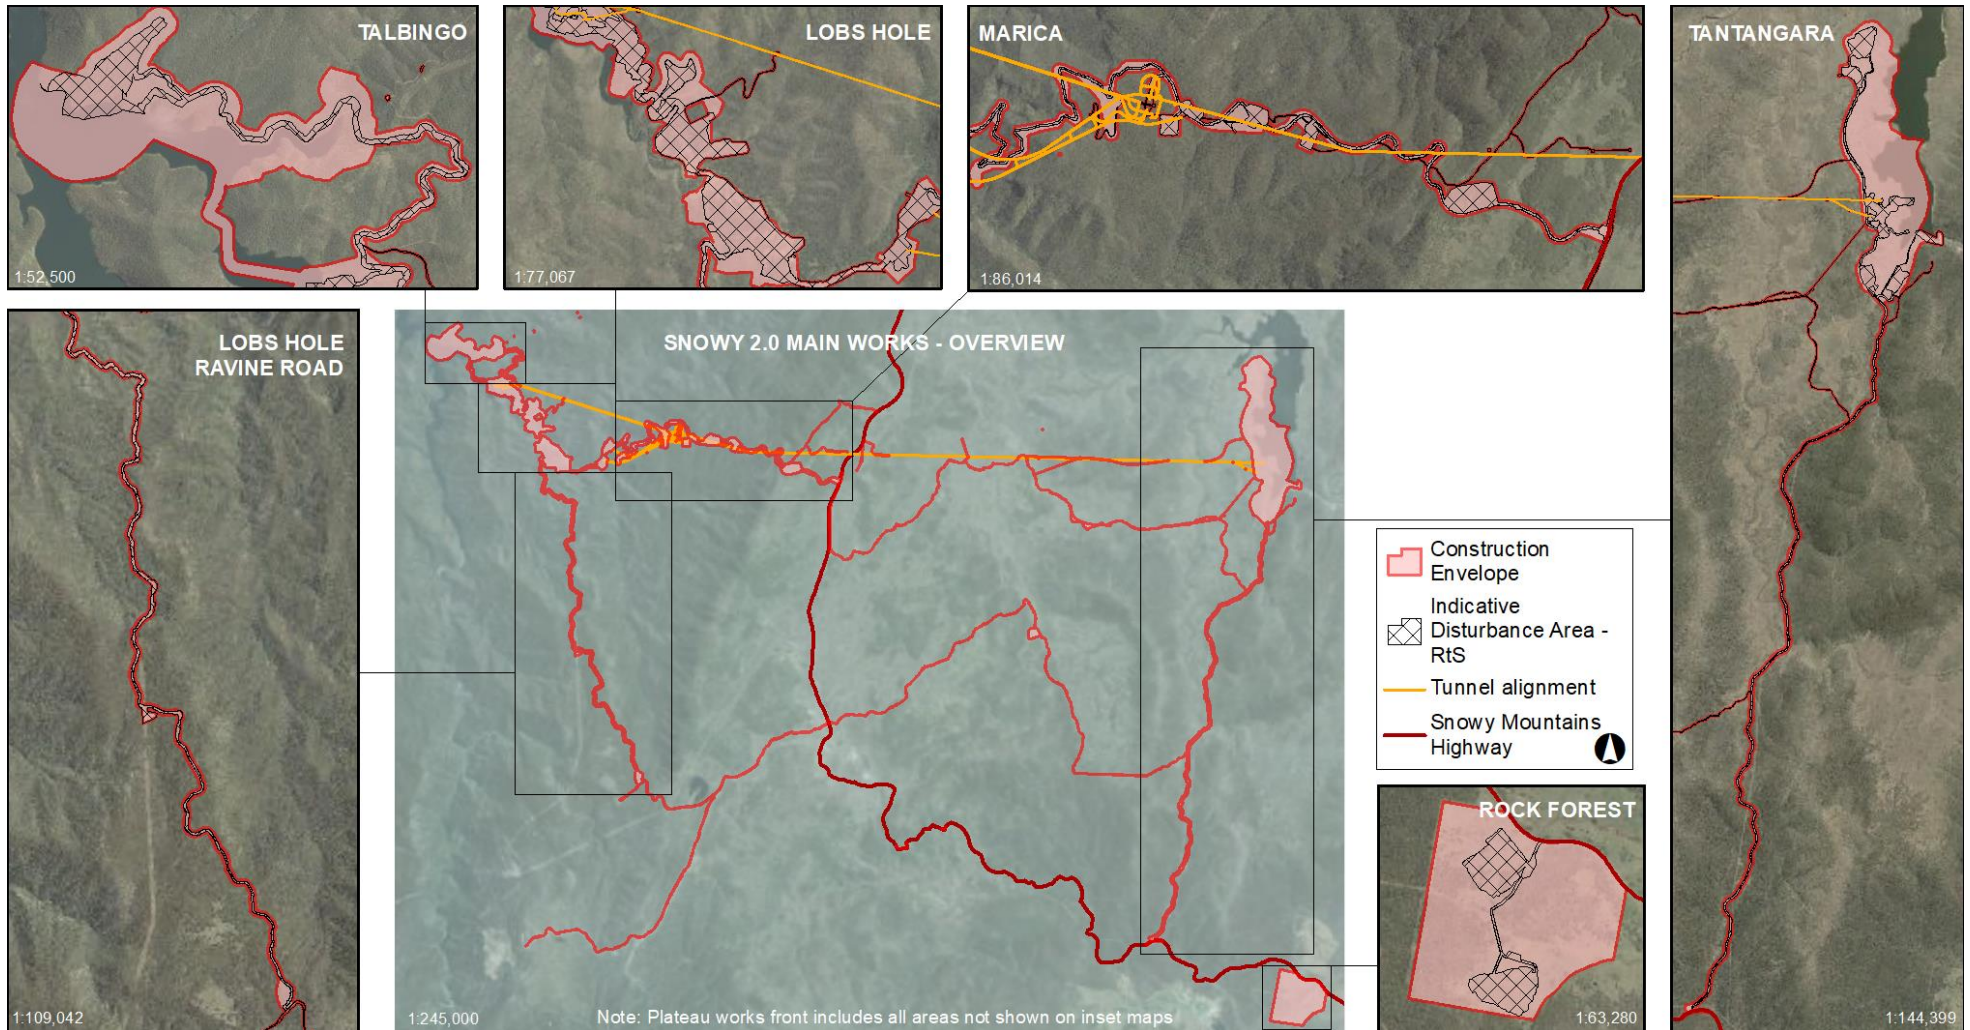 TALBINGO
1:52,500
LOBS HOLE
1:77,067
MARICA
1:86,014
TANTANGARA
1:144,399
LOBS HOLE
RAVINE ROAD
1:109,042
SNOWY 2.0 MAIN WORKS - OVERVIEW
1:245,000
Note: Plateau works front includes all areas not shown on inset maps
Construction
Envelope
Indicative
Disturbance Area -
RtS
Tunnel alignment
Snowy Mountains
Highway
ROCK FOREST
1:63,280